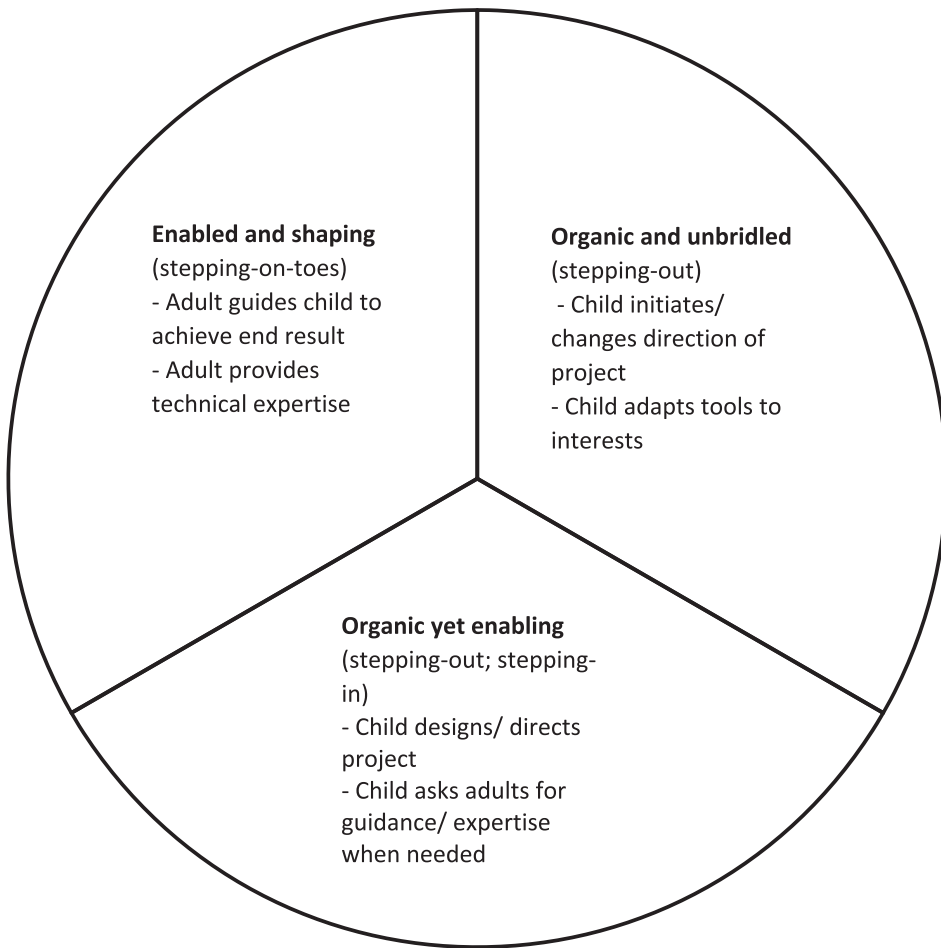 Enabled and shaping
(stepping-on-toes)
- Adult guides child to
achieve end result
- Adult provides
technical expertise
Organic and unbridled
(stepping-out)
- Child initiates/
changes direction of
project
- Child adapts tools to
interests
Organic yet enabling
(stepping-out; stepping-
in)
- Child designs/ directs
project
- Child asks adults for
guidance/ expertise
when needed